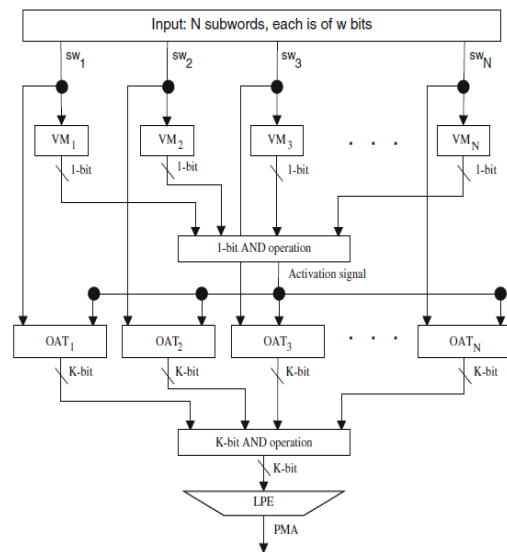 Input: N subwords, each is of w bits
sw1 sw2 sw3 swN
VM1 VM2 VM3 . . . VMN
1-bit 1-bit 1-bit 1-bit
1-bit AND operation
Activation signal
OAT1 OAT2 OAT3 . . . OATN
K-bit K-bit K-bit K-bit
K-bit AND operation
K-bit
LPE
PMA